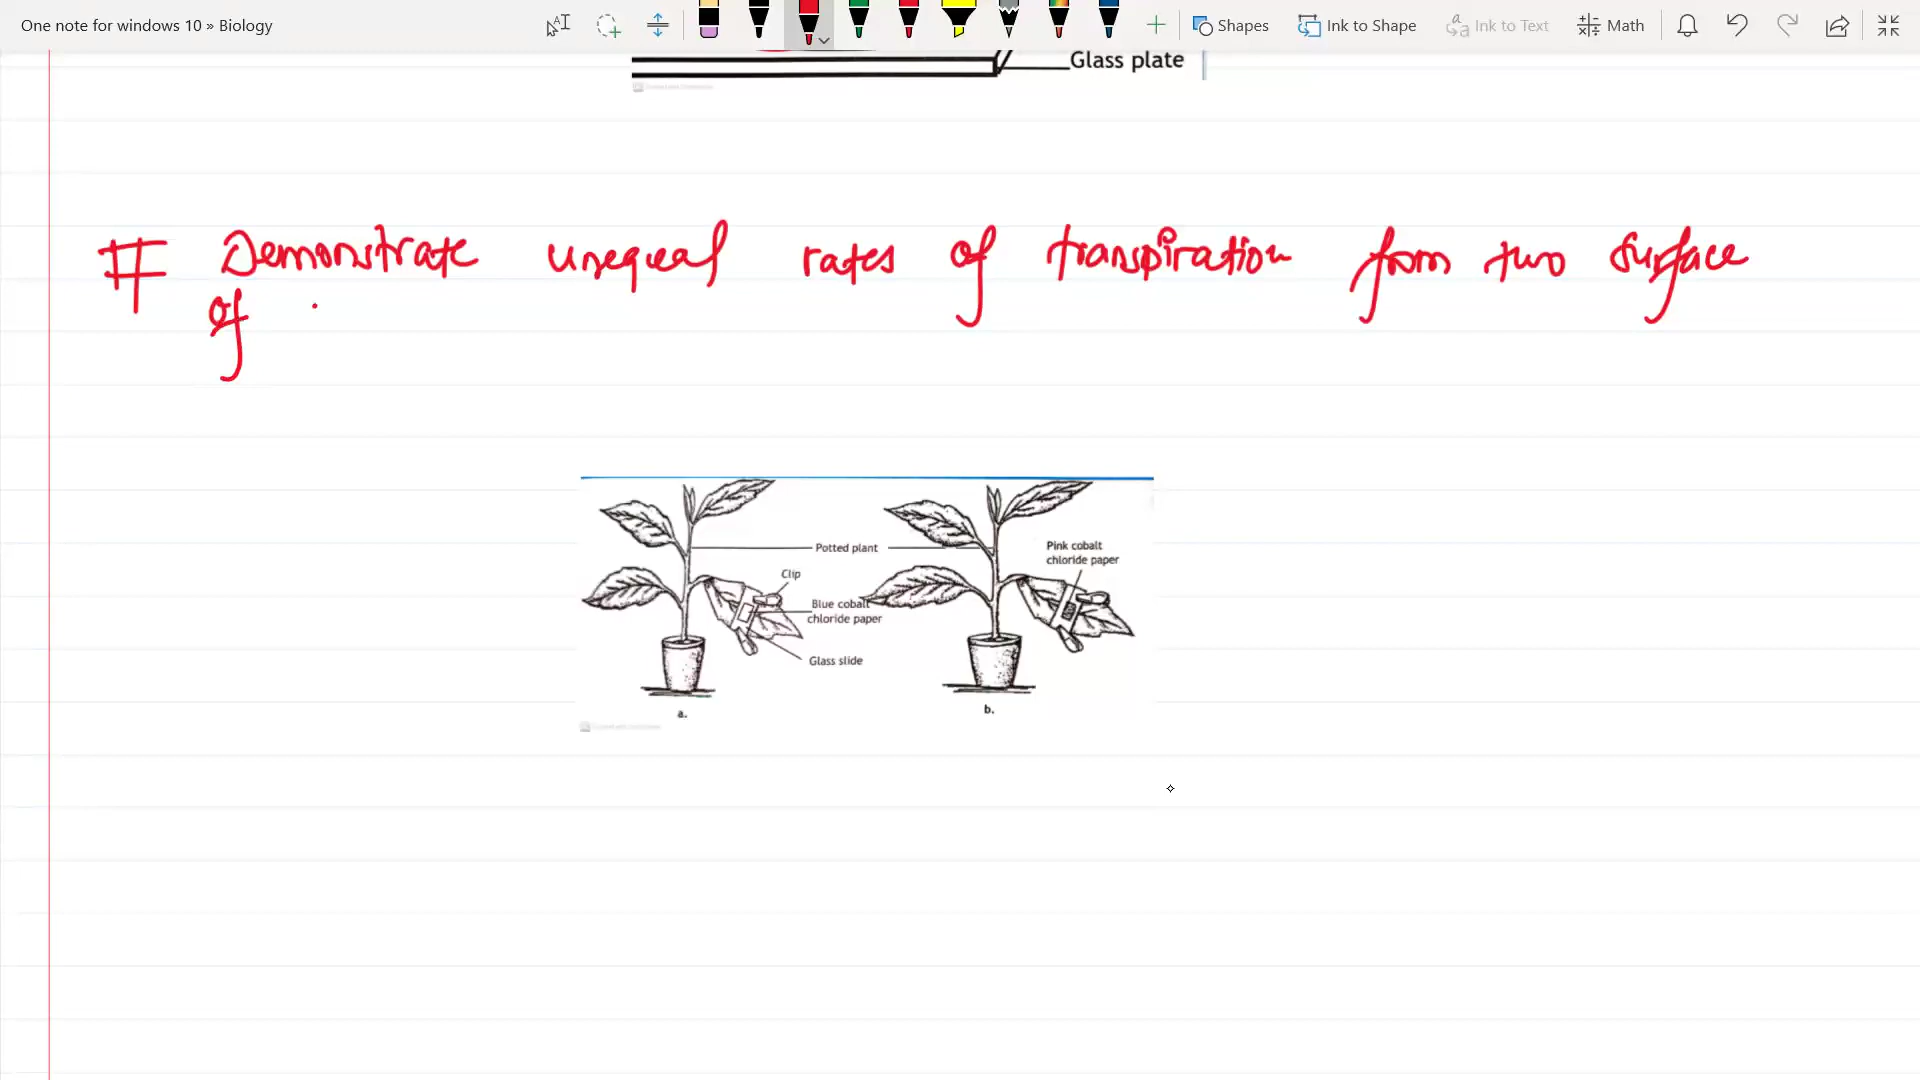 One note for windows 10 » Biology
Shapes
Ink to Shape
Ink to Text
Math
Glass plate
# Demonstrate unequal rates of transpiration from two surface
of
Potted plant
Pink cobalt
chloride paper
Clip
Blue cobalt
chloride paper
Glass slide
a.
b.